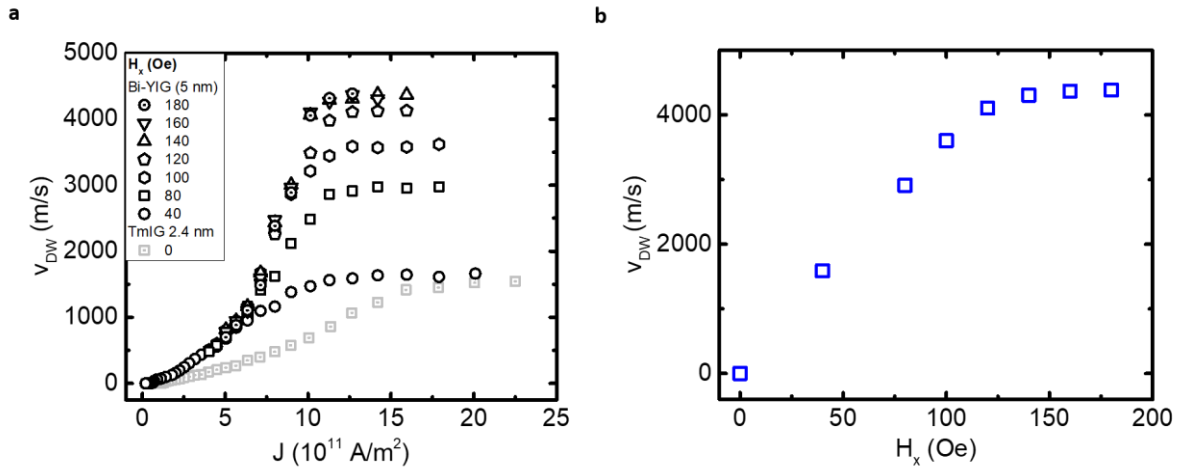 a
5000
4000
3000
2000
1000
0
v_DW (m/s)
H_x (Oe)
Bi-YIG (5 nm)
180
160
140
120
100
80
40
TmIG 2.4 nm
0
0 5 10 15 20 25
J (10^11 A/m^2)
b
4000
2000
0
v_DW (m/s)
0 50 100 150 200
H_x (Oe)